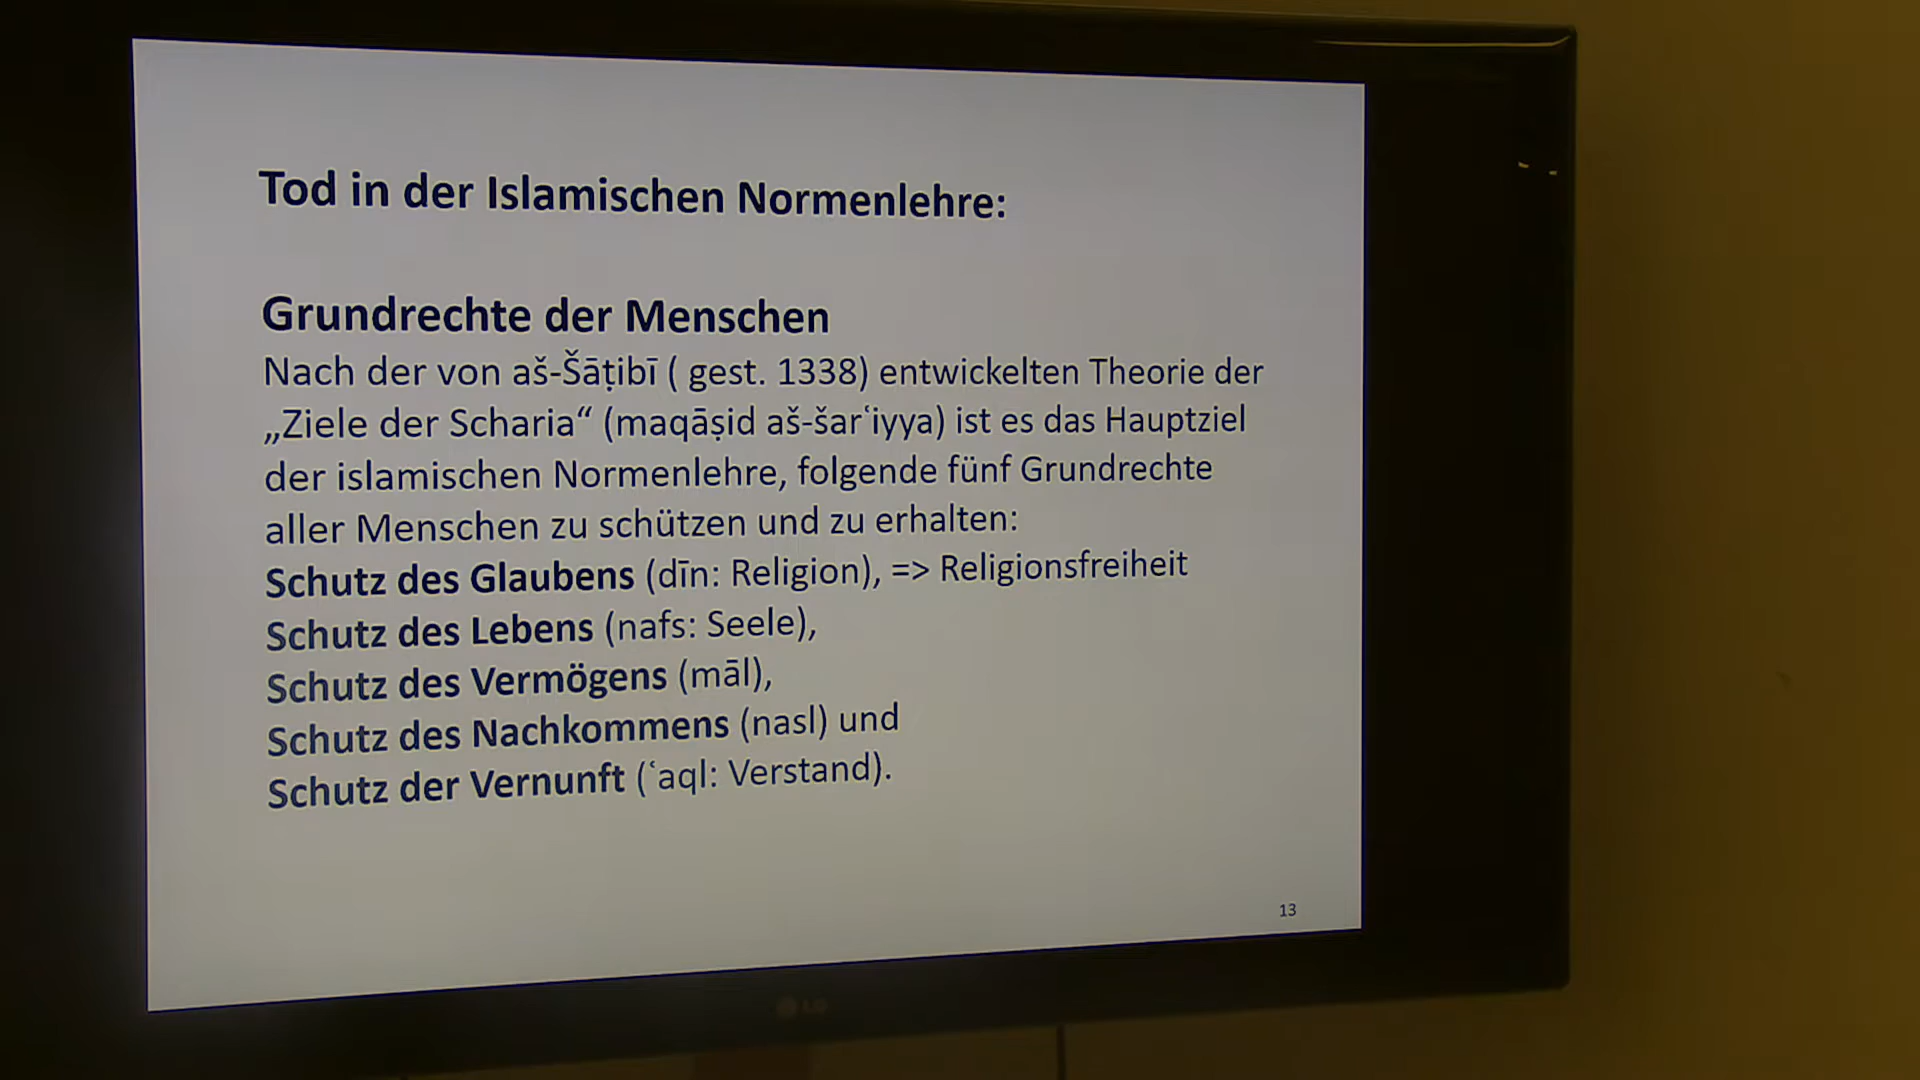 Tod in der Islamischen Normenlehre:
Grundrechte der Menschen
Nach der von aš-Šāṭibī ( gest. 1338) entwickelten Theorie der
„Ziele der Scharia“ (maqāṣid aš-šarʿiyya) ist es das Hauptziel
der islamischen Normenlehre, folgende fünf Grundrechte
aller Menschen zu schützen und zu erhalten:
Schutz des Glaubens (dīn: Religion), => Religionsfreiheit
Schutz des Lebens (nafs: Seele),
Schutz des Vermögens (māl),
Schutz des Nachkommens (nasl) und
Schutz der Vernunft (ʿaql: Verstand).
13
LG